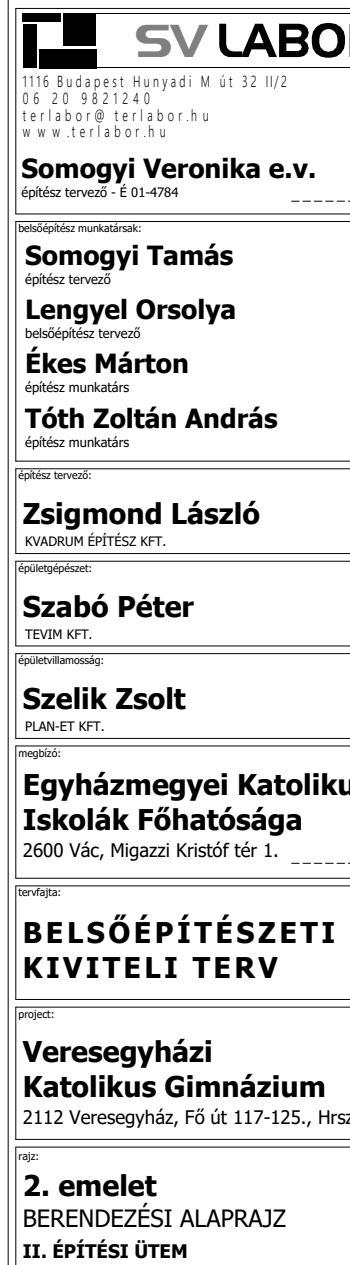 SV LABO
1116 Budapest Hunyadi M út 32 II/2
06 20 9821240
terlabor@terlabor.hu
www.terlabor.hu
Somogyi Veronika e.v.
építész tervező - É 01-4784
belsőépítész munkatársak:
Somogyi Tamás
építész tervező
Lengyel Orsolya
belsőépítész tervező
Ékes Márton
építész munkatárs
Tóth Zoltán András
építész munkatárs
építész tervező:
Zsigmond László
KVADRUM ÉPÍTÉSZ KFT.
épületgépészet:
Szabó Péter
TEVIM KFT.
épületvillamosság:
Szelik Zsolt
PLAN-ET KFT.
megbízó:
Egyházmegyei Katoliku
Iskolák Főhatósága
2600 Vác, Migazzi Kristóf tér 1.
tervfajta:
BELSŐÉPÍTÉSZETI
KIVITELI TERV
project:
Veresegyházi
Katolikus Gimnázium
2112 Veresegyház, Fő út 117-125., Hrsz
rajz:
2. emelet
BERENDEZÉSI ALAPRAJZ
II. ÉPÍTÉSI ÜTEM